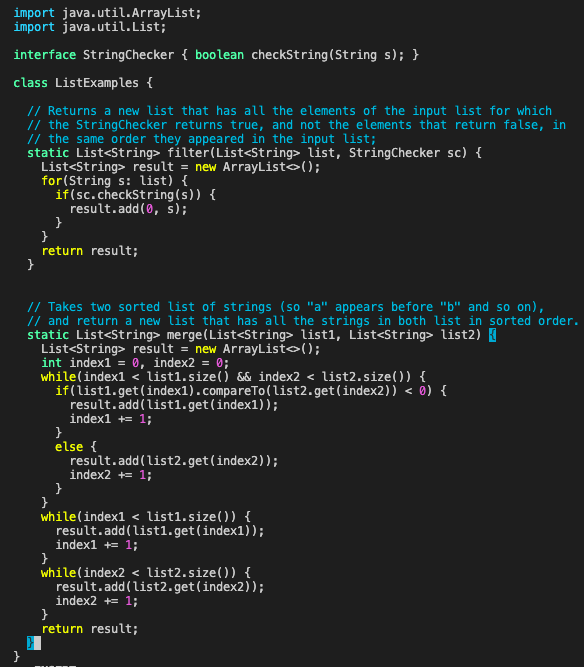 import java.util.ArrayList;
import java.util.List;

interface StringChecker { boolean checkString(String s); }

class ListExamples {

  // Returns a new list that has all the elements of the input list for which
  // the StringChecker returns true, and not the elements that return false, in
  // the same order they appeared in the input list;
  static List<String> filter(List<String> list, StringChecker sc) {
    List<String> result = new ArrayList<>();
    for(String s: list) {
      if(sc.checkString(s)) {
        result.add(0, s);
      }
    }
    return result;
  }


  // Takes two sorted list of strings (so "a" appears before "b" and so on),
  // and return a new list that has all the strings in both list in sorted order.
  static List<String> merge(List<String> list1, List<String> list2) {
    List<String> result = new ArrayList<>();
    int index1 = 0, index2 = 0;
    while(index1 < list1.size() && index2 < list2.size()) {
      if(list1.get(index1).compareTo(list2.get(index2)) < 0) {
        result.add(list1.get(index1));
        index1 += 1;
      }
      else {
        result.add(list2.get(index2));
        index2 += 1;
      }
    }
    while(index1 < list1.size()) {
      result.add(list1.get(index1));
      index1 += 1;
    }
    while(index2 < list2.size()) {
      result.add(list2.get(index2));
      index2 += 1;
    }
    return result;
  }
}